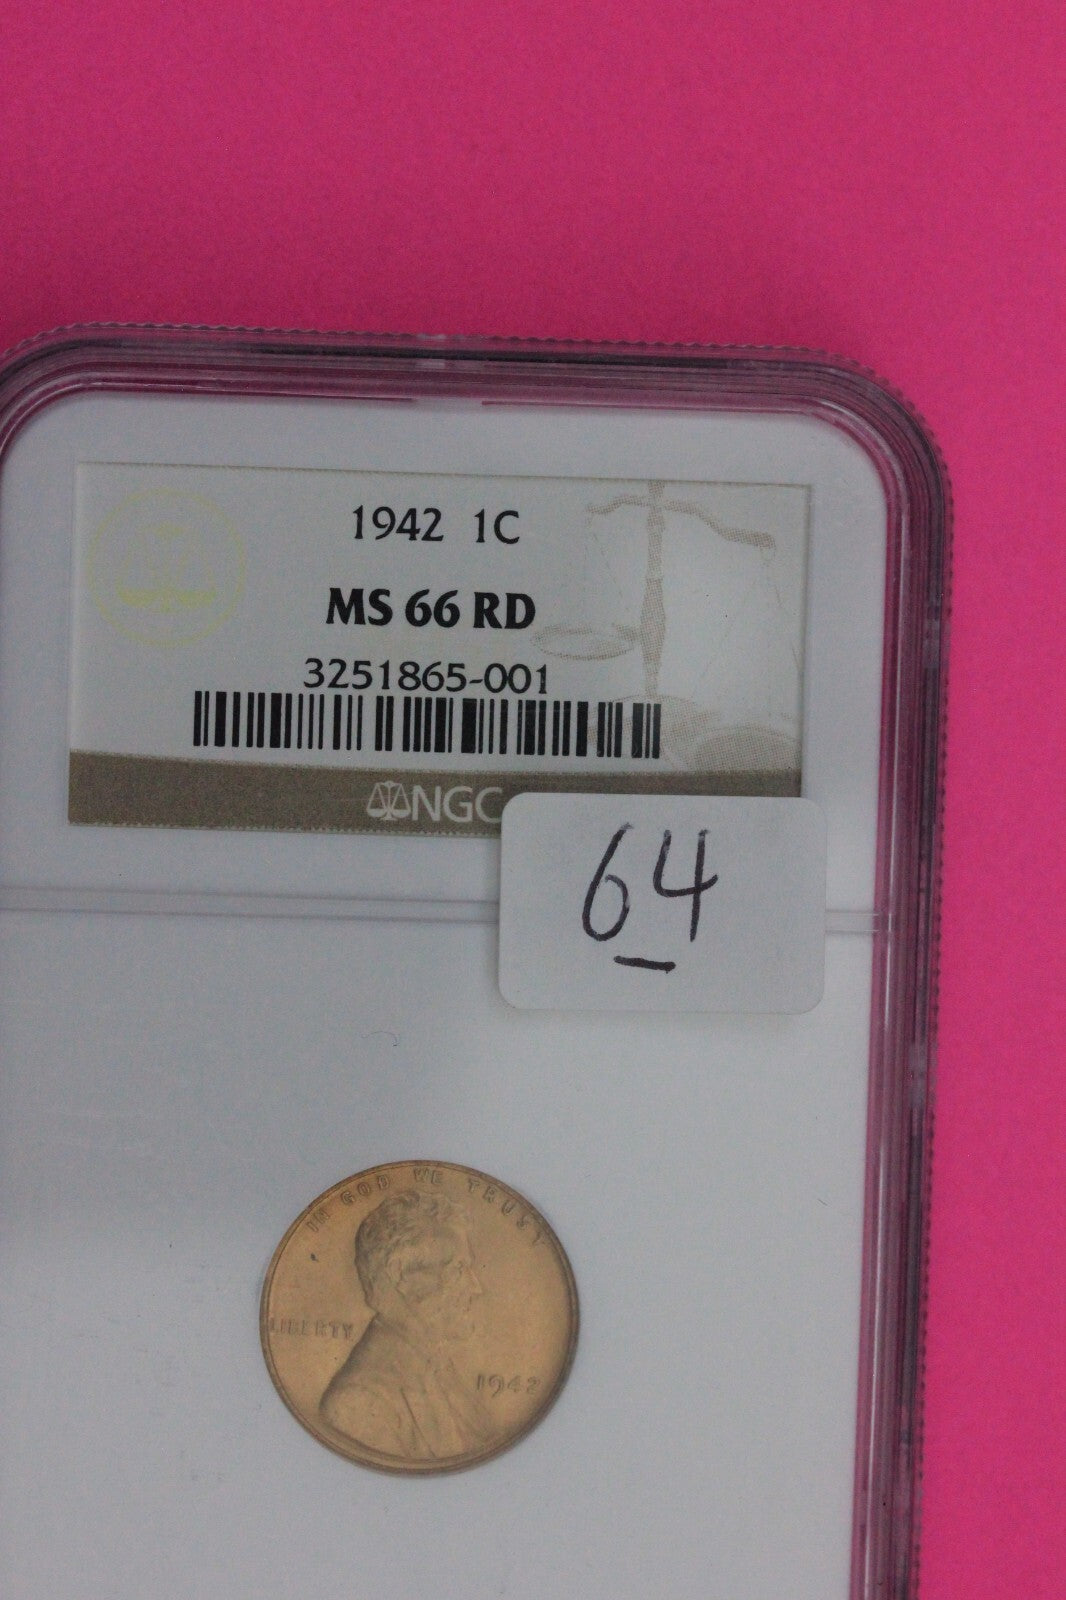 1942 1C
MS 66 RD
3251865-001
NGC
64
IN GOD WE TRUST
LIBERTY
1942